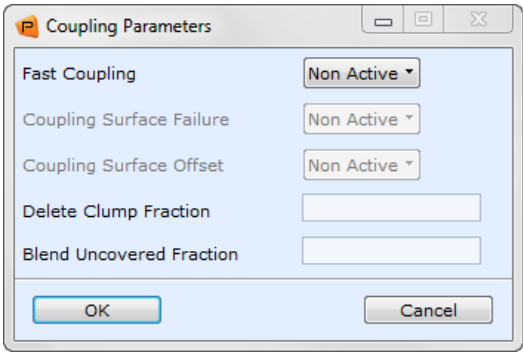 Coupling Parameters
Fast Coupling Non Active
Coupling Surface Failure Non Active
Coupling Surface Offset Non Active
Delete Clump Fraction
Blend Uncovered Fraction
OK Cancel